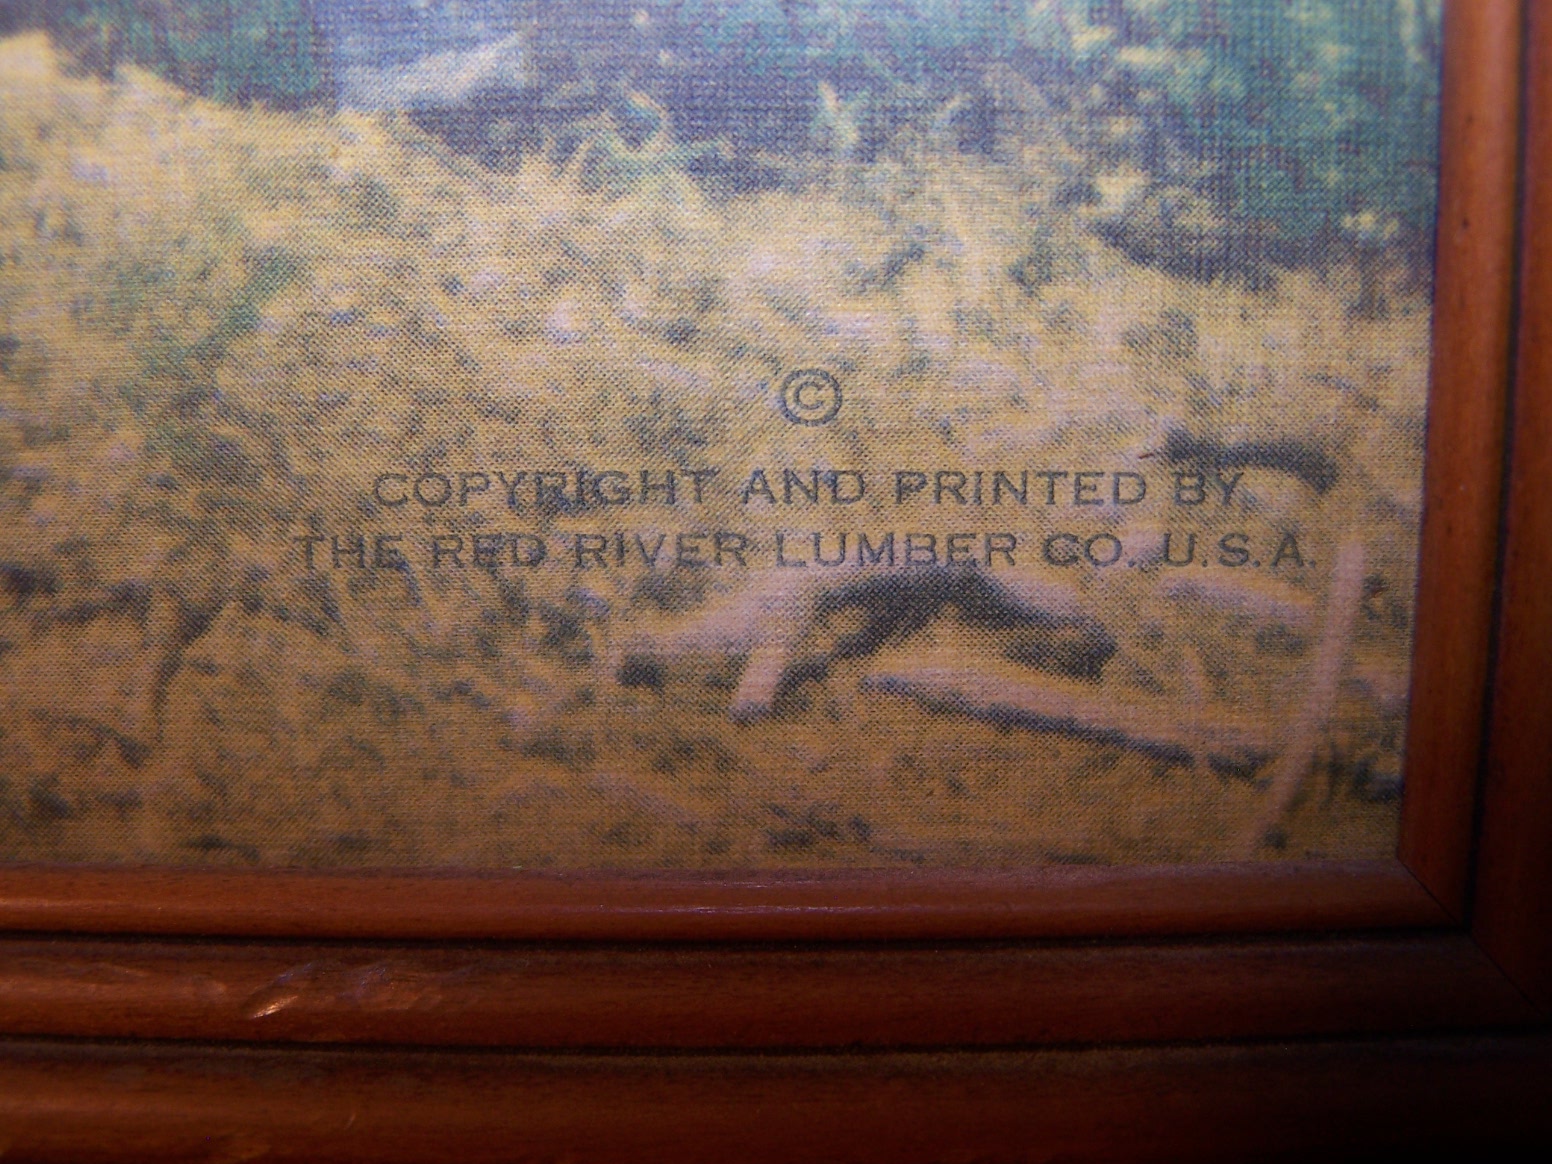 ©
COPYRIGHT AND PRINTED BY
THE RED RIVER LUMBER CO. U.S.A.